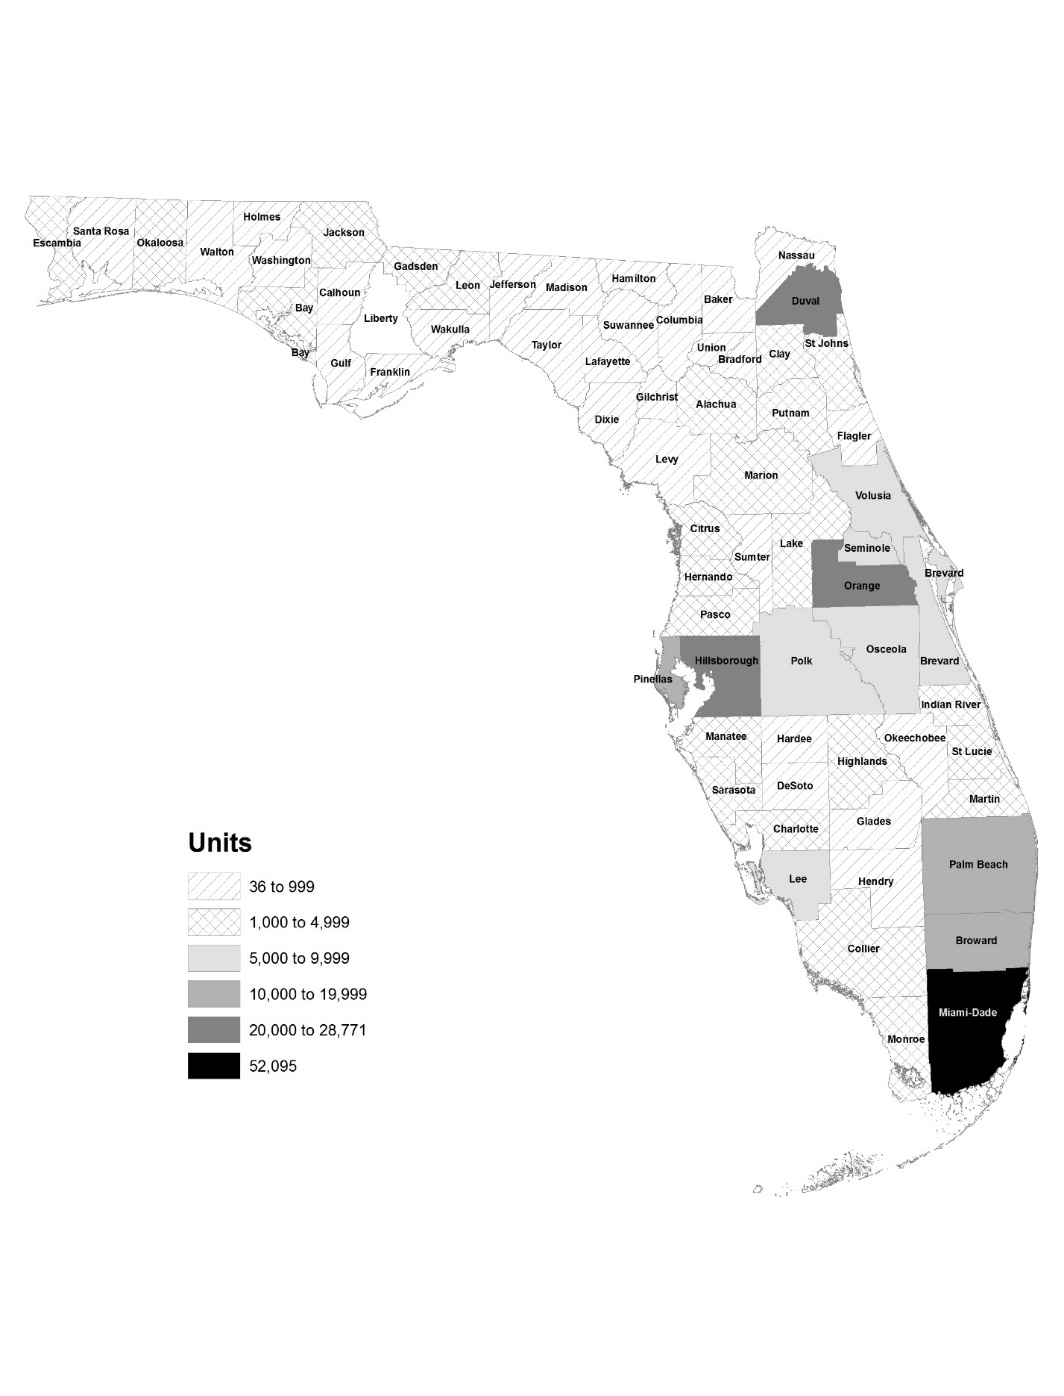 Nassau
Holmes
Santa Rosa
Jackson
Escambia
Okaloosa
Walton
Washington
Gadsden
Hamilton
Leon
Jefferson
Madison
Calhoun
Baker
Duval
Bay
Liberty
Columbia
Suwannee
Wakulla
Taylor
St Johns
Union
Bay
Clay
Bradford
Gulf
Lafayette
Franklin
Gilchrist
Alachua
Putnam
Dixie
Flagler
Levy
Marion
Volusia
Citrus
Lake
Seminole
Sumter
Brevard
Hernando
Orange
Pasco
Osceola
Hillsborough
Polk
Brevard
Pinellas
Indian River
Manatee
Hardee
Okeechobee
St Lucie
Highlands
DeSoto
Sarasota
Martin
Glades
Charlotte
Units
Palm Beach
Lee
Hendry
36 to 999
1,000 to 4,999
Broward
Collier
5,000 to 9,999
10,000 to 19,999
Miami-Dade
20,000 to 28,771
Monroe
52,095